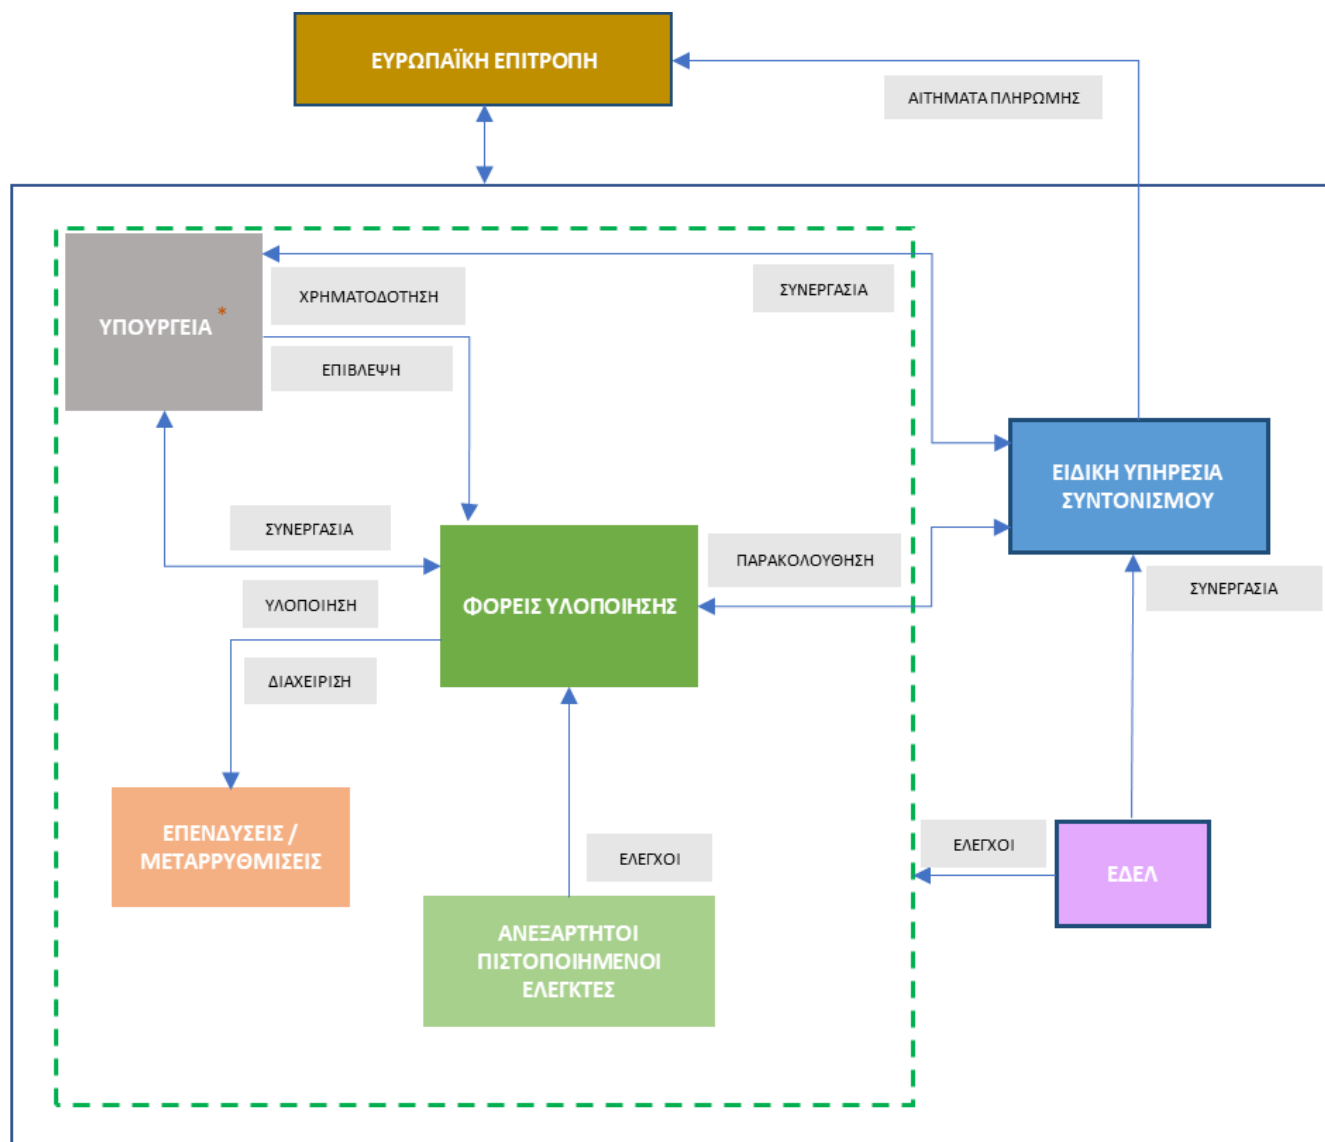 ΕΥΡΩΠΑΪΚΗ ΕΠΙΤΡΟΠΗ
ΑΙΤΗΜΑΤΑ ΠΛΗΡΩΜΗΣ
ΥΠΟΥΡΓΕΙΑ *
ΧΡΗΜΑΤΟΔΟΤΗΣΗ
ΣΥΝΕΡΓΑΣΙΑ
ΕΠΙΒΛΕΨΗ
ΕΙΔΙΚΗ ΥΠΗΡΕΣΙΑ
ΣΥΝΤΟΝΙΣΜΟΥ
ΣΥΝΕΡΓΑΣΙΑ
ΠΑΡΑΚΟΛΟΥΘΗΣΗ
ΣΥΝΕΡΓΑΣΙΑ
ΥΛΟΠΟΙΗΣΗ
ΦΟΡΕΙΣ ΥΛΟΠΟΙΗΣΗΣ
ΔΙΑΧΕΙΡΙΣΗ
ΕΠΕΝΔΥΣΕΙΣ /
ΜΕΤΑΡΡΥΘΜΙΣΕΙΣ
ΕΛΕΓΧΟΙ
ΕΛΕΓΧΟΙ
ΕΔΕΛ
ΑΝΕΞΑΡΤΗΤΟΙ
ΠΙΣΤΟΠΟΙΗΜΕΝΟΙ
ΕΛΕΓΚΤΕΣ